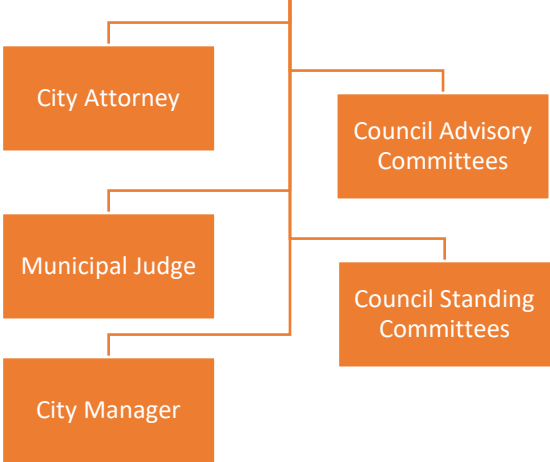 City Attorney
Council Advisory
Committees
Municipal Judge
Council Standing
Committees
City Manager